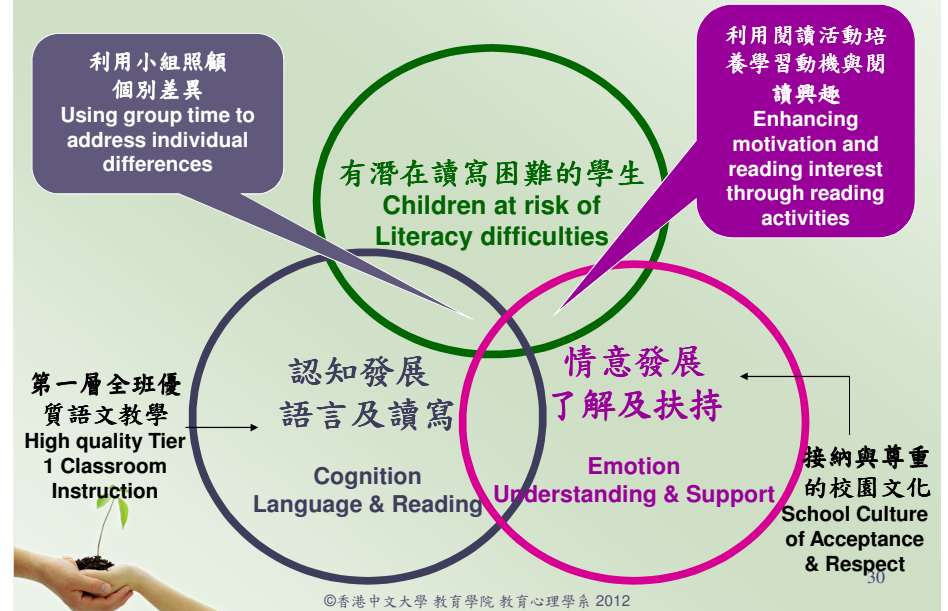 利用小組照顧
個別差異
Using group time to
address individual
differences
利用閱讀活動培
養學習動機與閱
讀興趣
Enhancing
motivation and
reading interest
through reading
activities
有潛在讀寫困難的學生
Children at risk of
Literacy difficulties
第一層全班優
質語文教學
High quality Tier
1 Classroom
Instruction
認知發展
語言及讀寫
Cognition
Language & Reading
情意發展
了解及扶持
Emotion
Understanding & Support
接納與尊重
的校園文化
School Culture
of Acceptance
& Respect
30
©香港中文大學 教育學院 教育心理學系 2012